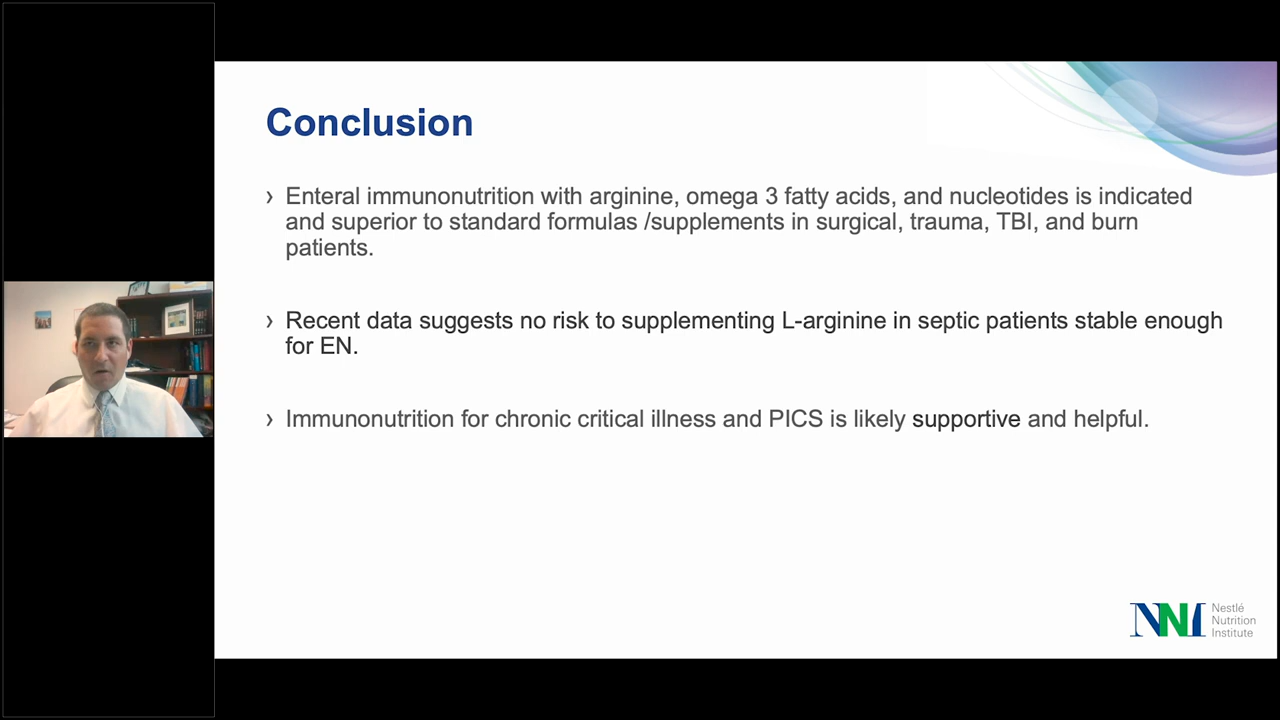 Conclusion
› Enteral immunonutrition with arginine, omega 3 fatty acids, and nucleotides is indicated
and superior to standard formulas /supplements in surgical, trauma, TBI, and burn
patients.
› Recent data suggests no risk to supplementing L-arginine in septic patients stable enough
for EN.
› Immunonutrition for chronic critical illness and PICS is likely supportive and helpful.
NNI
Nestlé
Nutrition
Institute